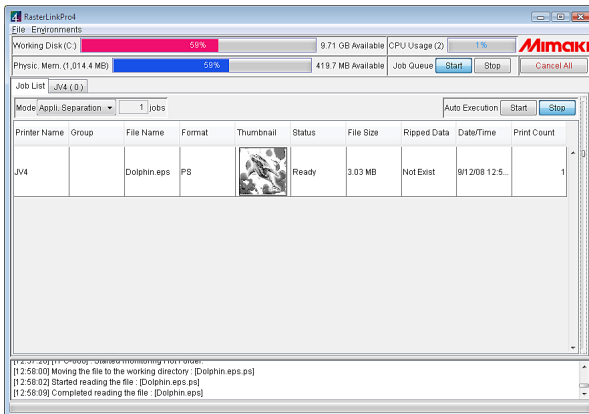 RasterLinkPro4
File Environments
Working Disk (C:) 59% 9.71 GB Available CPU Usage (2) 1% Mimaki
Physic. Mem. (1,014.4 MB) 59% 419.7 MB Available Job Queue Start Stop Cancel All
Job List JV4 ( 0 )
Mode Appli. Separation 1 jobs Auto Execution Start Stop
Printer Name Group File Name Format Thumbnail Status File Size Ripped Data Date/Time Print Count
JV4 Dolphin.eps PS Ready 3.03 MB Not Exist 9/12/08 12:5... 1
Started monitoring Hot Folder.
[12:58:00] Moving the file to the working directory : [Dolphin.eps.ps]
[12:58:02] Started reading the file : [Dolphin.eps.ps]
[12:58:09] Completed reading the file : [Dolphin.eps]